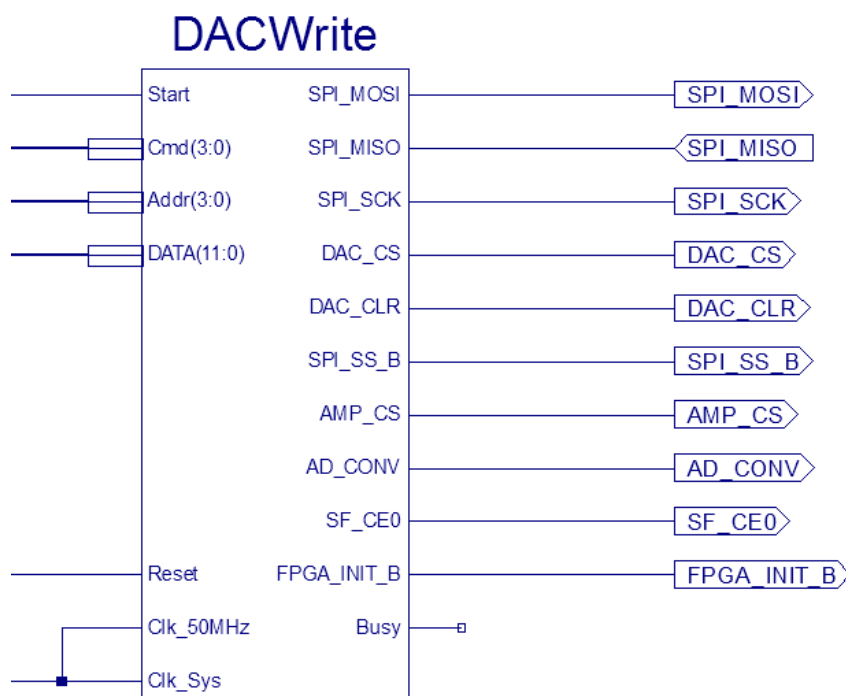 DACWrite
Start SPI_MOSI SPI_MOSI
Cmd(3:0) SPI_MISO SPI_MISO
Addr(3:0) SPI_SCK SPI_SCK
DATA(11:0) DAC_CS DAC_CS
DAC_CLR DAC_CLR
SPI_SS_B SPI_SS_B
AMP_CS AMP_CS
AD_CONV AD_CONV
SF_CE0 SF_CE0
Reset FPGA_INIT_B FPGA_INIT_B
Clk_50MHz Busy
Clk_Sys